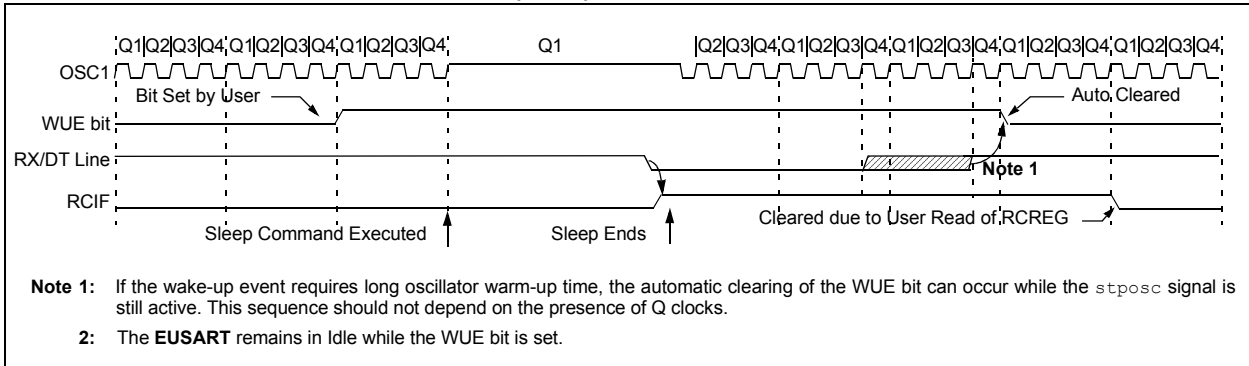 Q1|Q2|Q3|Q4 Q1|Q2|Q3|Q4 Q1|Q2|Q3|Q4 Q1 |Q2|Q3|Q4 Q1|Q2|Q3|Q4 Q1|Q2|Q3|Q4 Q1|Q2|Q3|Q4 Q1|Q2|Q3|Q4
OSC1
Bit Set by User
Auto Cleared
WUE bit
RX/DT Line
Note 1
RCIF
Cleared due to User Read of RCREG
Sleep Command Executed
Sleep Ends
Note 1: If the wake-up event requires long oscillator warm-up time, the automatic clearing of the WUE bit can occur while the stposc signal is
still active. This sequence should not depend on the presence of Q clocks.
2: The EUSART remains in Idle while the WUE bit is set.